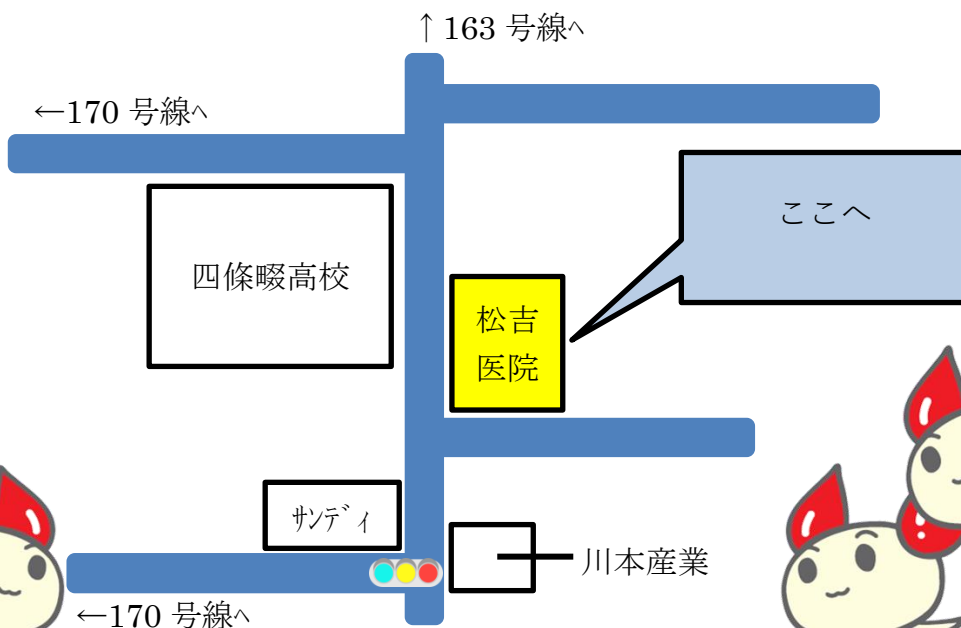 ↑163 号線へ
←170 号線へ
ここへ
四條畷高校
松吉
医院
ｻﾝﾃﾞｨ
川本産業
←170 号線へ